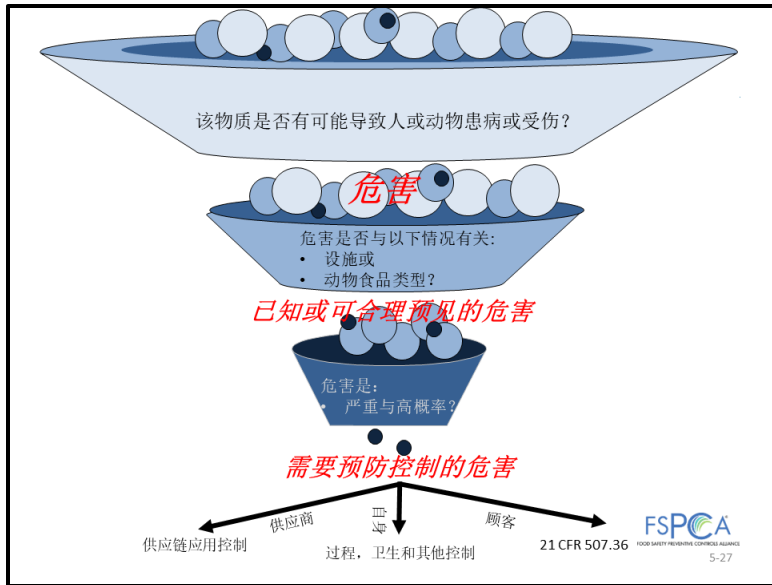 该物质是否有可能导致人或动物患病或受伤?
危害
危害是否与以下情况有关:
• 设施或
• 动物食品类型?
已知或可合理预见的危害
危害是:
• 严重与高概率?
需要预防控制的危害
供应商
自身
顾客
供应链应用控制
过程，卫生和其他控制
21 CFR 507.36
FSPCA
FOOD SAFETY PREVENTIVE CONTROLS ALLIANCE
5-27